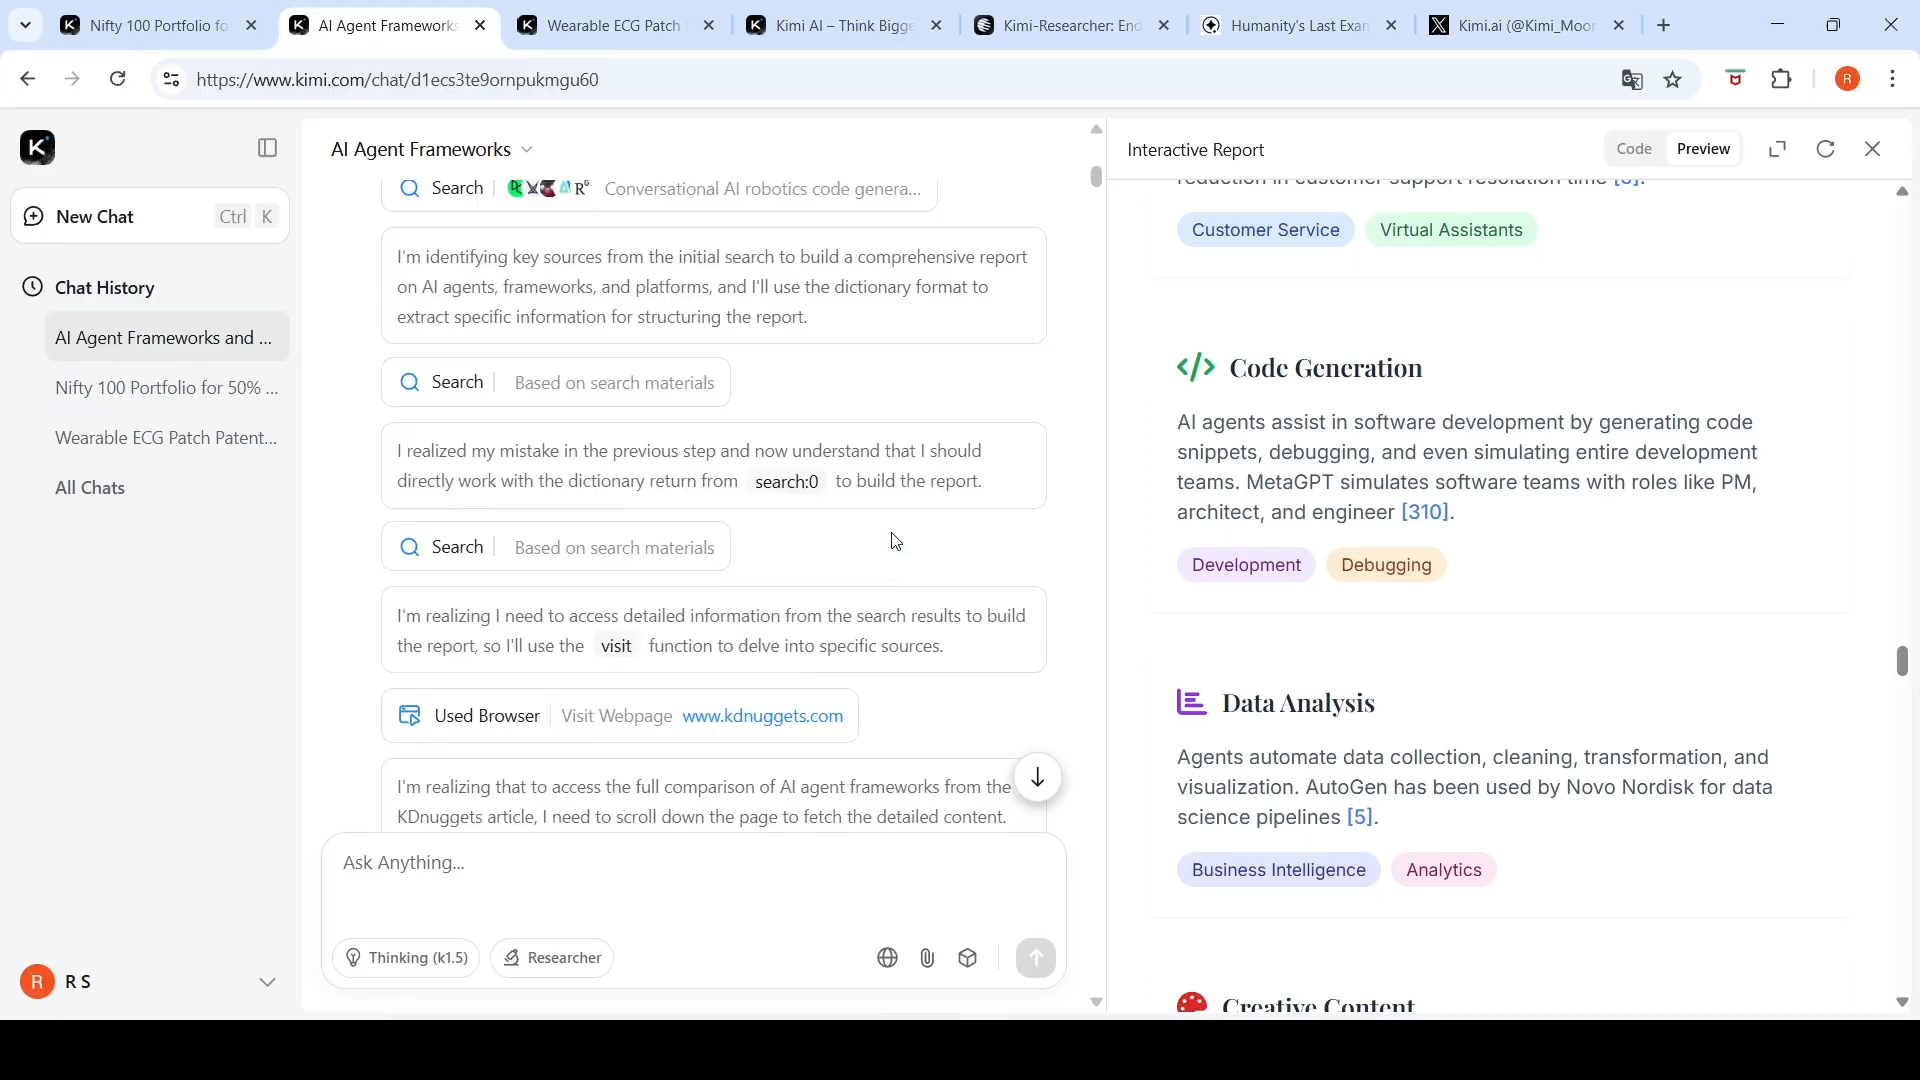 Nifty 100 Portfolio fo
AI Agent Frameworks
Wearable ECG Patch
Kimi AI – Think Bigge
Kimi-Researcher: End
Humanity's Last Exan
Kimi.ai (@Kimi_Moor
https://www.kimi.com/chat/d1ecs3te9ornpukmgu60
R
K
New Chat
Ctrl K
Chat History
AI Agent Frameworks and ...
Nifty 100 Portfolio for 50% ...
Wearable ECG Patch Patent...
All Chats
R
R S
AI Agent Frameworks
Search
Conversational AI robotics code genera...
I'm identifying key sources from the initial search to build a comprehensive report
on AI agents, frameworks, and platforms, and I'll use the dictionary format to
extract specific information for structuring the report.
Search
Based on search materials
I realized my mistake in the previous step and now understand that I should
directly work with the dictionary return from search:0 to build the report.
Search
Based on search materials
I'm realizing I need to access detailed information from the search results to build
the report, so I'll use the visit function to delve into specific sources.
Used Browser
Visit Webpage www.kdnuggets.com
I'm realizing that to access the full comparison of AI agent frameworks from the
KDnuggets article, I need to scroll down the page to fetch the detailed content.
Ask Anything...
Thinking (k1.5)
Researcher
Interactive Report
Code
Preview
reduction in customer support resolution time [5].
Customer Service
Virtual Assistants
</> Code Generation
AI agents assist in software development by generating code
snippets, debugging, and even simulating entire development
teams. MetaGPT simulates software teams with roles like PM,
architect, and engineer [310].
Development
Debugging
Data Analysis
Agents automate data collection, cleaning, transformation, and
visualization. AutoGen has been used by Novo Nordisk for data
science pipelines [5].
Business Intelligence
Analytics
Creative Content